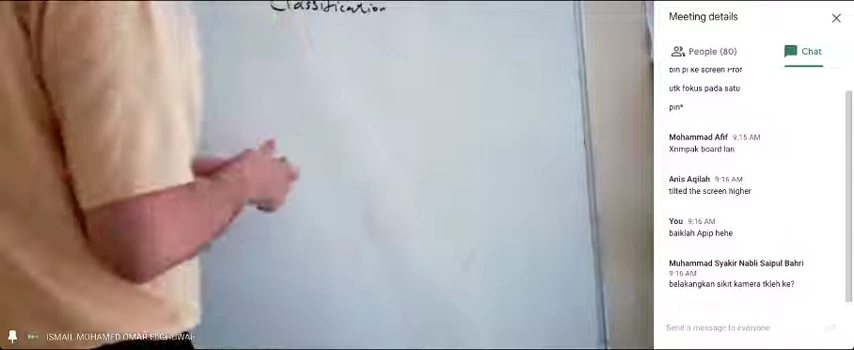 Classification
Meeting details
People (80)
Chat
pin pi ke screen Prof
utk fokus pada satu
pin*
Mohammad Afif 9:15 AM
Xnmpak board lan
Anis Aqilah 9:16 AM
tilted the screen higher
You 9:16 AM
baiklah Apip hehe
Muhammad Syakir Nabli Saipul Bahri
9:16 AM
belakangkan sikit kamera tkleh ke?
Send a message to everyone
ISMAIL MOHAMED OMAR